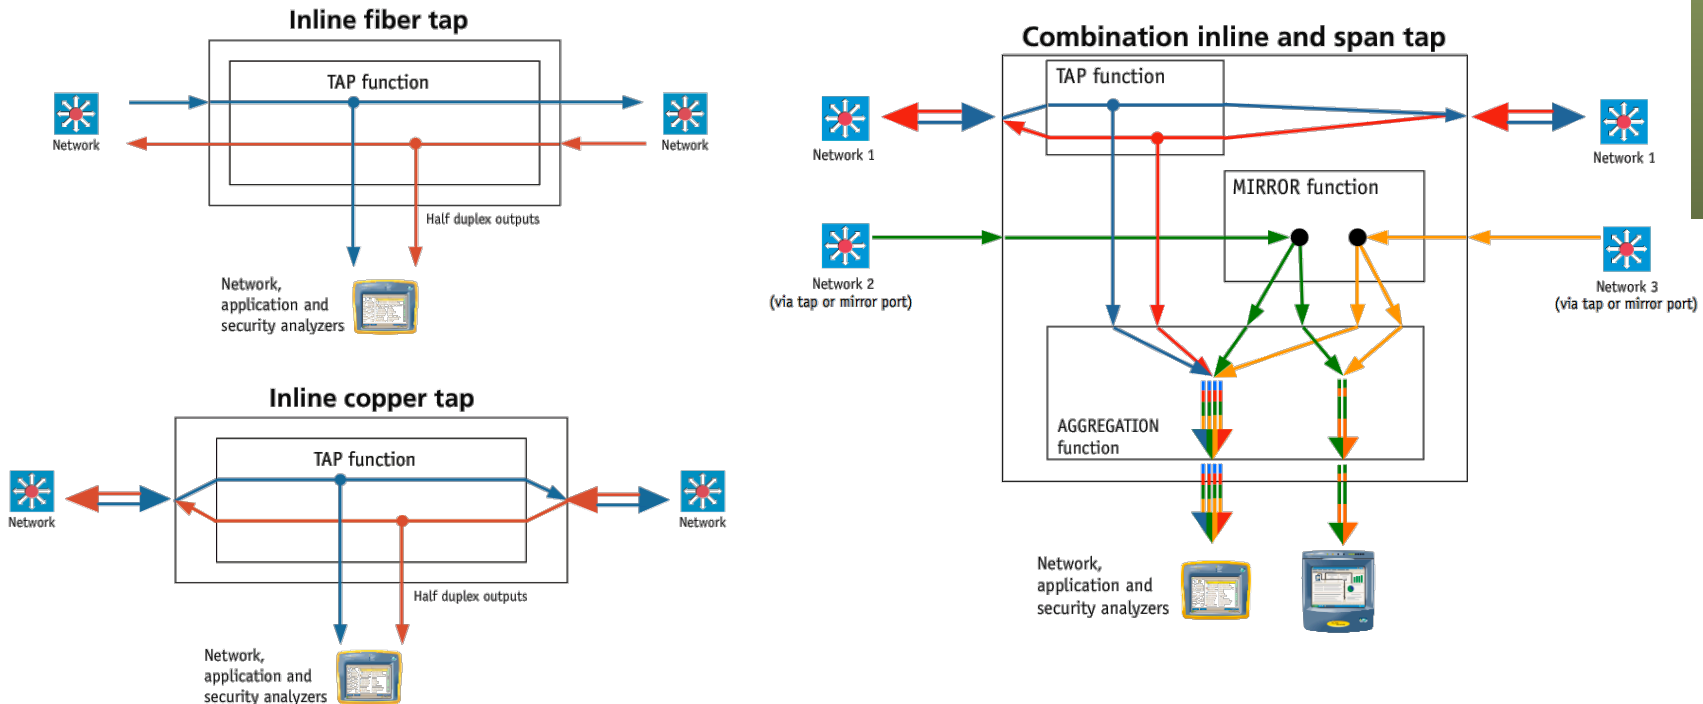 Inline fiber tap
TAP function
Network
Network
Half duplex outputs
Network,
application and
security analyzers
Inline copper tap
TAP function
Network
Network
Half duplex outputs
Network,
application and
security analyzers
Combination inline and span tap
TAP function
Network 1
Network 1
MIRROR function
Network 2
(via tap or mirror port)
Network 3
(via tap or mirror port)
AGGREGATION
function
Network,
application and
security analyzers